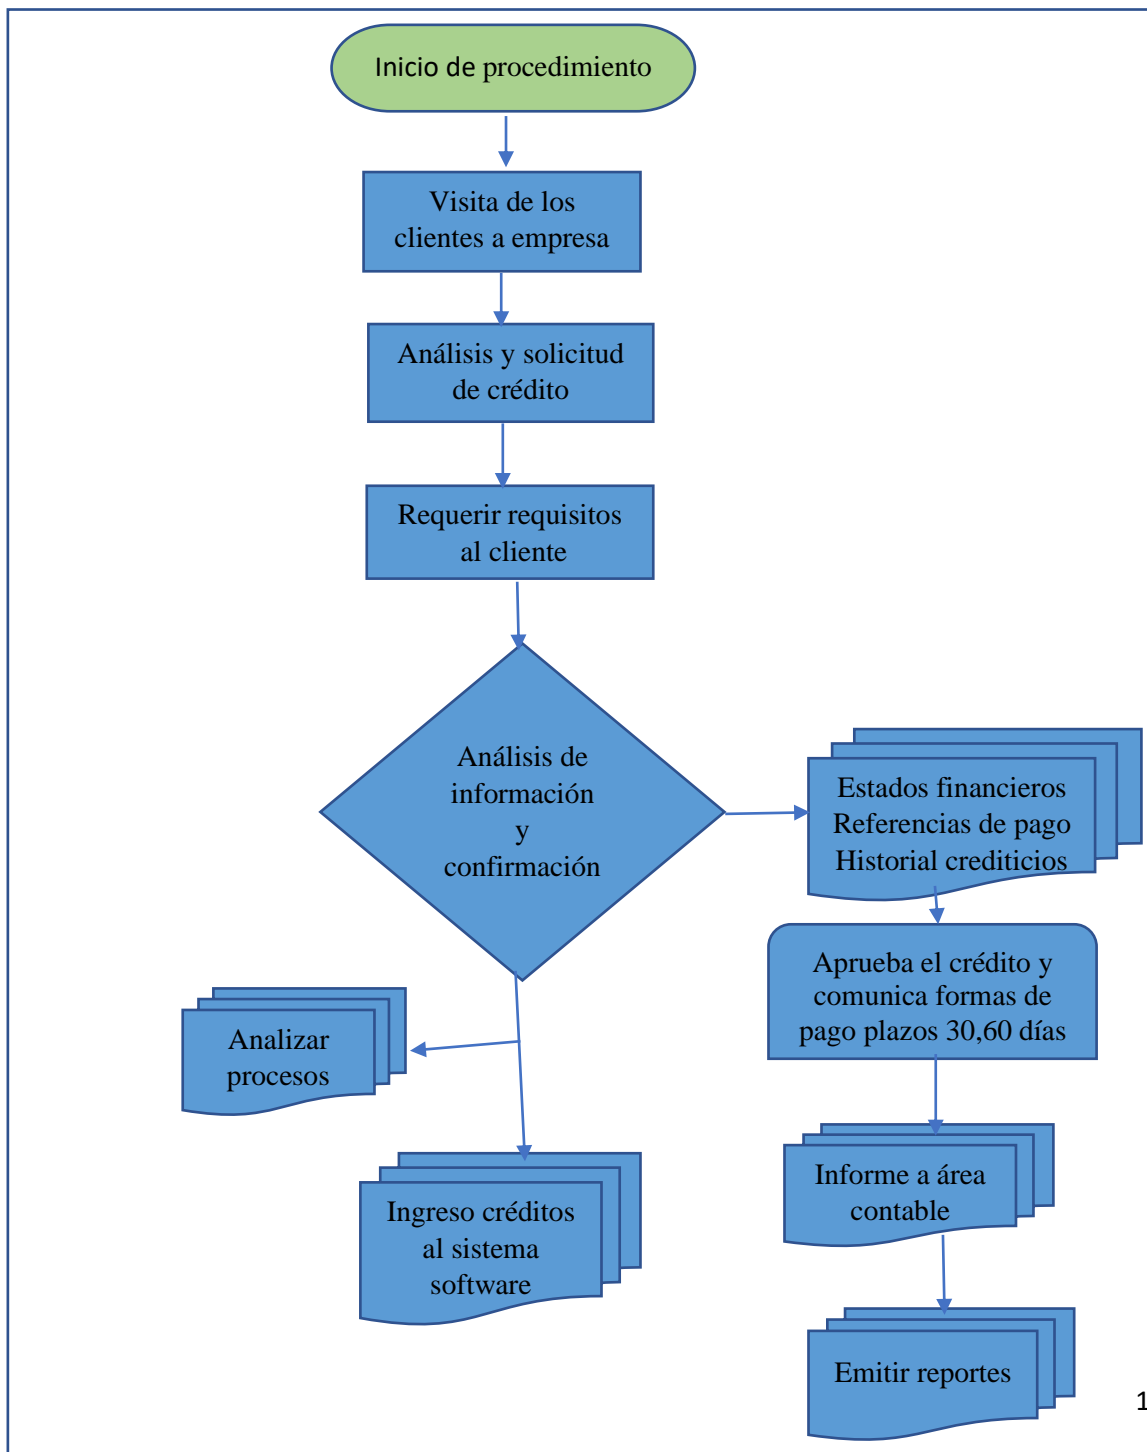 Inicio de procedimiento
Visita de los
clientes a empresa
Análisis y solicitud
de crédito
Requerir requisitos
al cliente
Análisis de
información
y
confirmación
Estados financieros
Referencias de pago
Historial crediticios
Aprueba el crédito y
comunica formas de
pago plazos 30,60 días
Analizar
procesos
Informe a área
contable
Ingreso créditos
al sistema
software
Emitir reportes
1